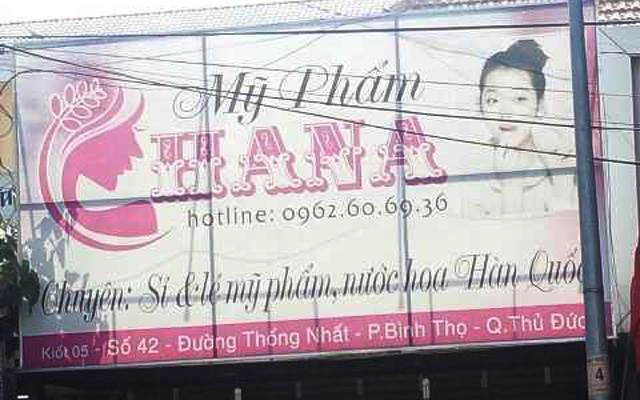 Mỹ Phẩm
HANA
hotline: 0962.60.69.36
Chuyên: Sỉ & lẻ mỹ phẩm, nước hoa Hàn Quốc
Kiốt 05 - Số 42 - Đường Thống Nhất - P.Bình Thọ - Q.Thủ Đức
4